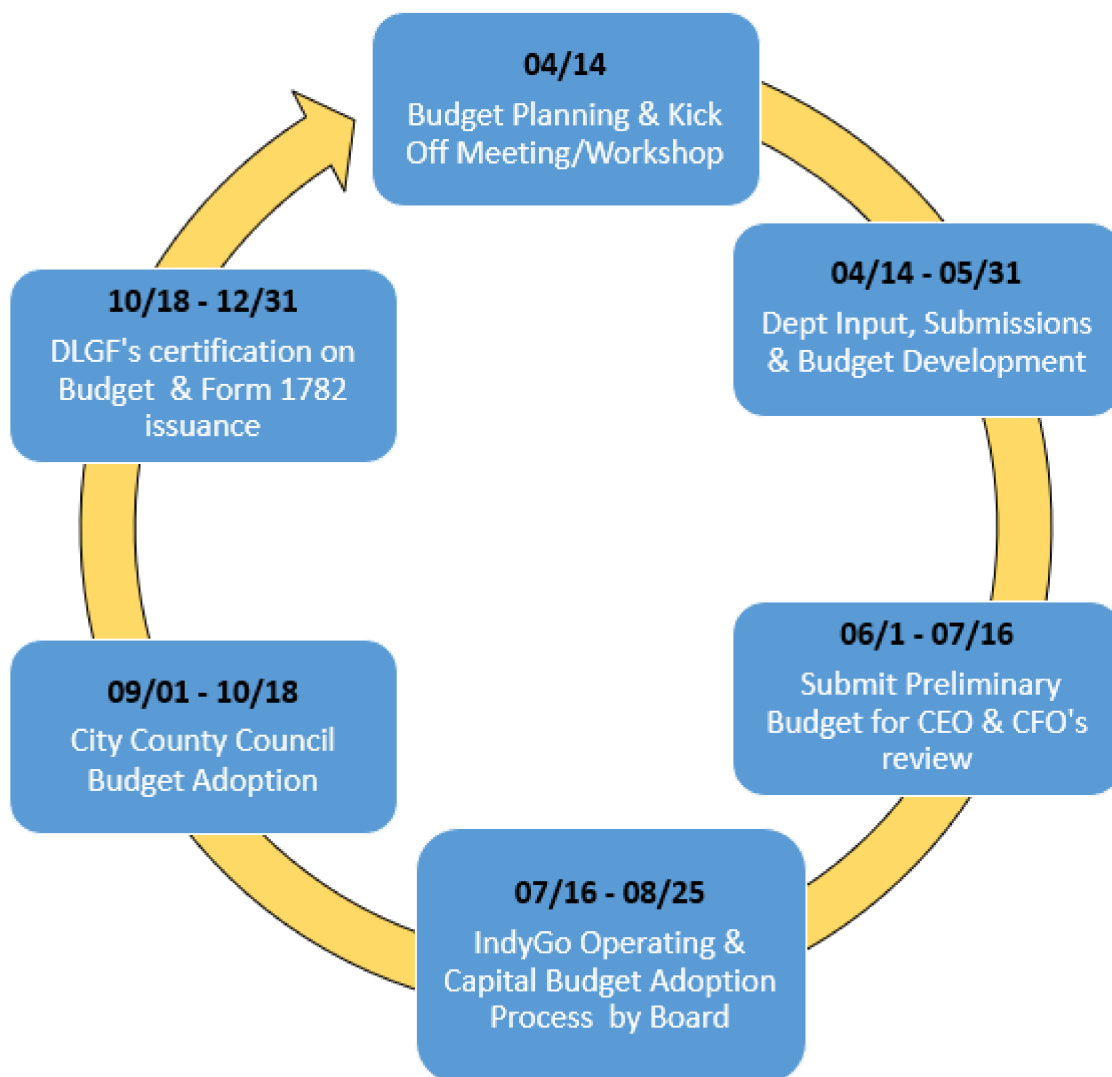 04/14
Budget Planning & Kick
Off Meeting/Workshop
04/14 - 05/31
Dept Input, Submissions
& Budget Development
06/1 - 07/16
Submit Preliminary
Budget for CEO & CFO's
review
07/16 - 08/25
IndyGo Operating &
Capital Budget Adoption
Process by Board
09/01 - 10/18
City County Council
Budget Adoption
10/18 - 12/31
DLGF's certification on
Budget & Form 1782
issuance